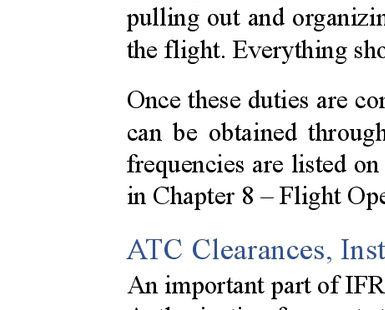 pulling out and organizin
the flight. Everything sho
Once these duties are con
can be obtained through
frequencies are listed on
in Chapter 8 – Flight Ope
ATC Clearances, Inst
An important part of IFR